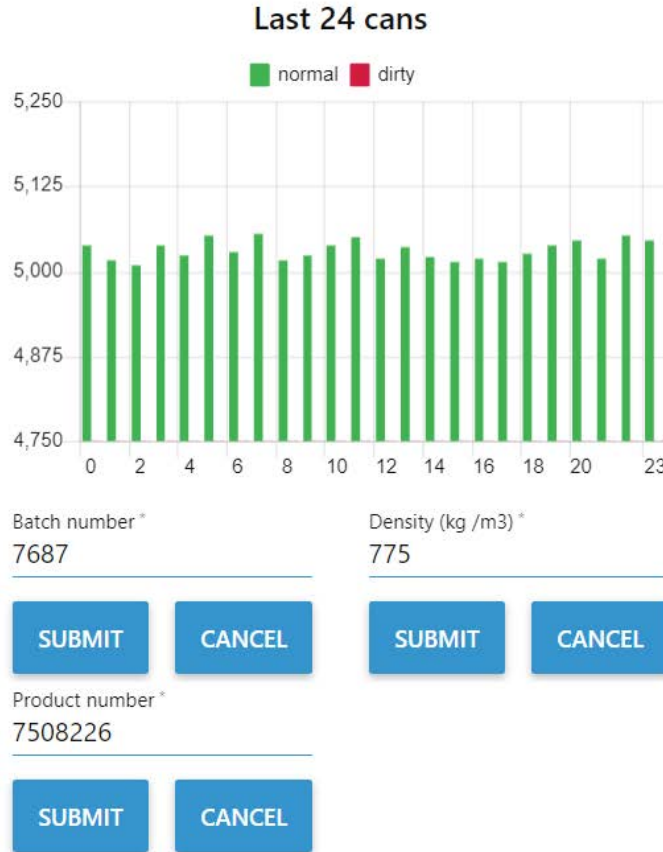 Last 24 cans
normal dirty
5,250
5,125
5,000
4,875
4,750
0 2 4 6 8 10 12 14 16 18 20 23
Batch number * Density (kg /m3) *
7687 775
SUBMIT CANCEL SUBMIT CANCEL
Product number *
7508226
SUBMIT CANCEL